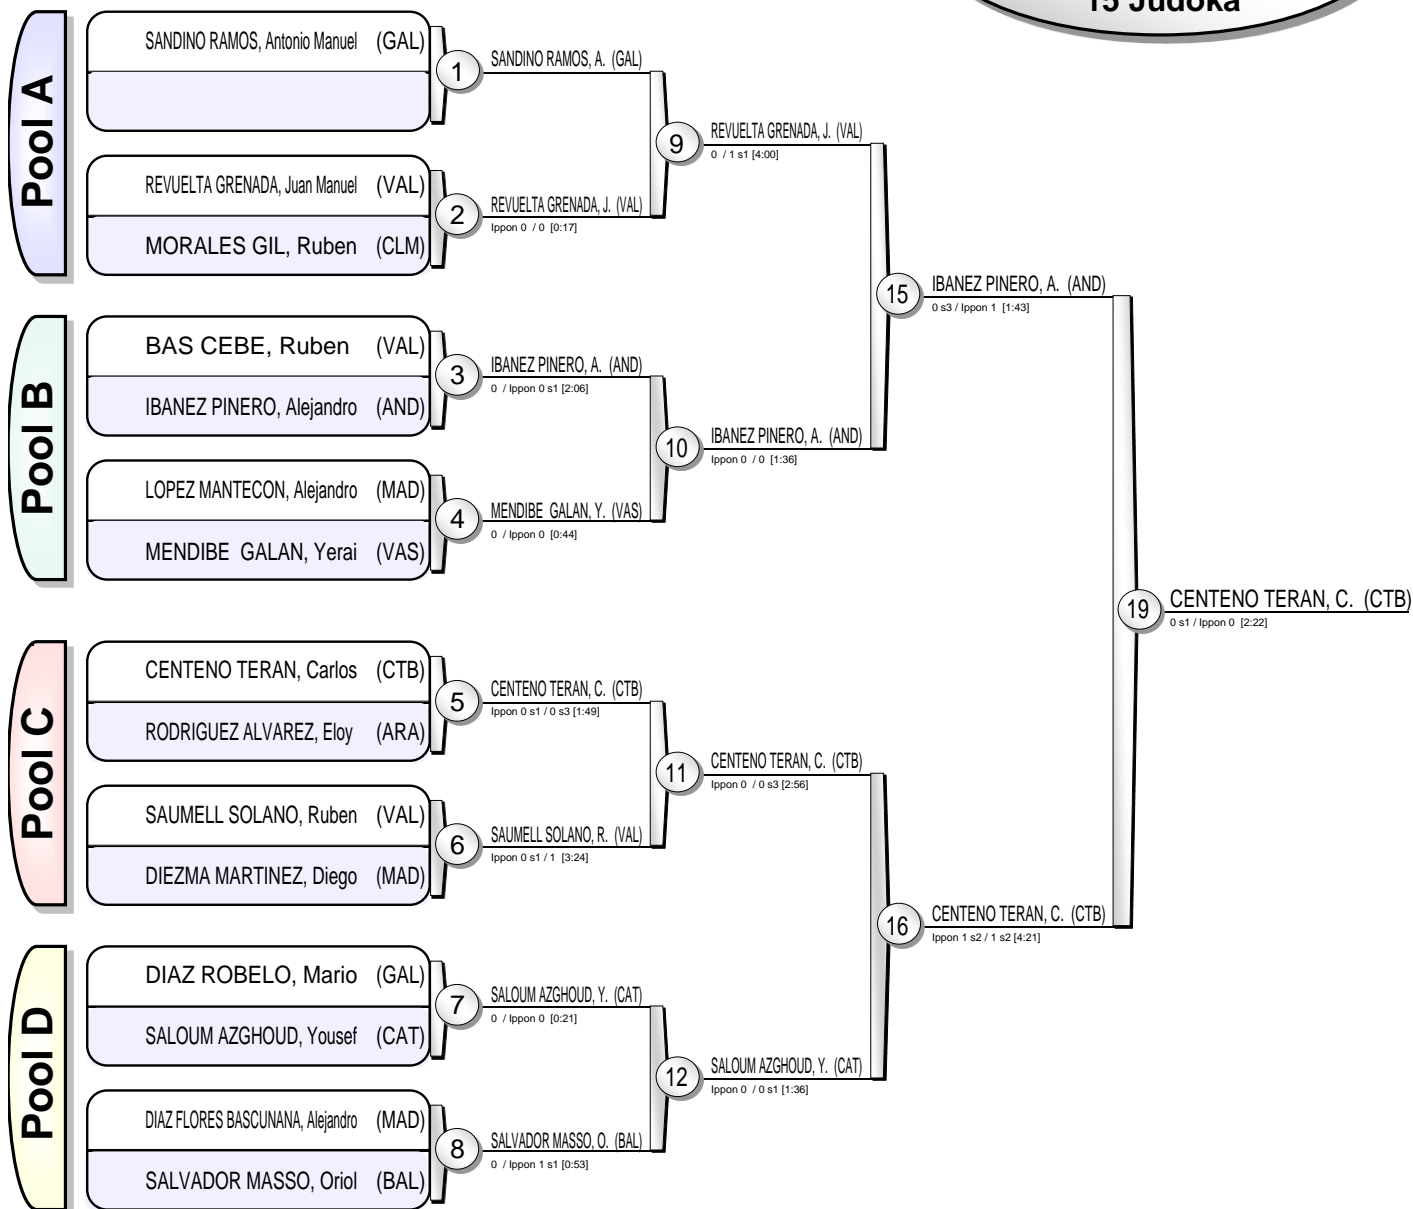 15 Judoka
Pool A
SANDINO RAMOS, Antonio Manuel (GAL)
REVUELTA GRENADA, Juan Manuel (VAL)
MORALES GIL, Ruben (CLM)
Pool B
BAS CEBE, Ruben (VAL)
IBANEZ PINERO, Alejandro (AND)
LOPEZ MANTECON, Alejandro (MAD)
MENDIBE GALAN, Yerai (VAS)
Pool C
CENTENO TERAN, Carlos (CTB)
RODRIGUEZ ALVAREZ, Eloy (ARA)
SAUMELL SOLANO, Ruben (VAL)
DIEZMA MARTINEZ, Diego (MAD)
Pool D
DIAZ ROBELO, Mario (GAL)
SALOUM AZGHOUD, Yousef (CAT)
DIAZ FLORES BASCUNANA, Alejandro (MAD)
SALVADOR MASSO, Oriol (BAL)
1
SANDINO RAMOS, A. (GAL)
2
REVUELTA GRENADA, J. (VAL)
Ippon 0 / 0 [0:17]
3
IBANEZ PINERO, A. (AND)
0 / Ippon 0 s1 [2:06]
4
MENDIBE GALAN, Y. (VAS)
0 / Ippon 0 [0:44]
5
CENTENO TERAN, C. (CTB)
Ippon 0 s1 / 0 s3 [1:49]
6
SAUMELL SOLANO, R. (VAL)
Ippon 0 s1 / 1 [3:24]
7
SALOUM AZGHOUD, Y. (CAT)
0 / Ippon 0 [0:21]
8
SALVADOR MASSO, O. (BAL)
0 / Ippon 1 s1 [0:53]
9
REVUELTA GRENADA, J. (VAL)
0 / 1 s1 [4:00]
10
IBANEZ PINERO, A. (AND)
Ippon 0 / 0 [1:36]
11
CENTENO TERAN, C. (CTB)
Ippon 0 / 0 s3 [2:56]
12
SALOUM AZGHOUD, Y. (CAT)
Ippon 0 / 0 s1 [1:36]
15
IBANEZ PINERO, A. (AND)
0 s3 / Ippon 1 [1:43]
16
CENTENO TERAN, C. (CTB)
Ippon 1 s2 / 1 s2 [4:21]
19
CENTENO TERAN, C. (CTB)
0 s1 / Ippon 0 [2:22]